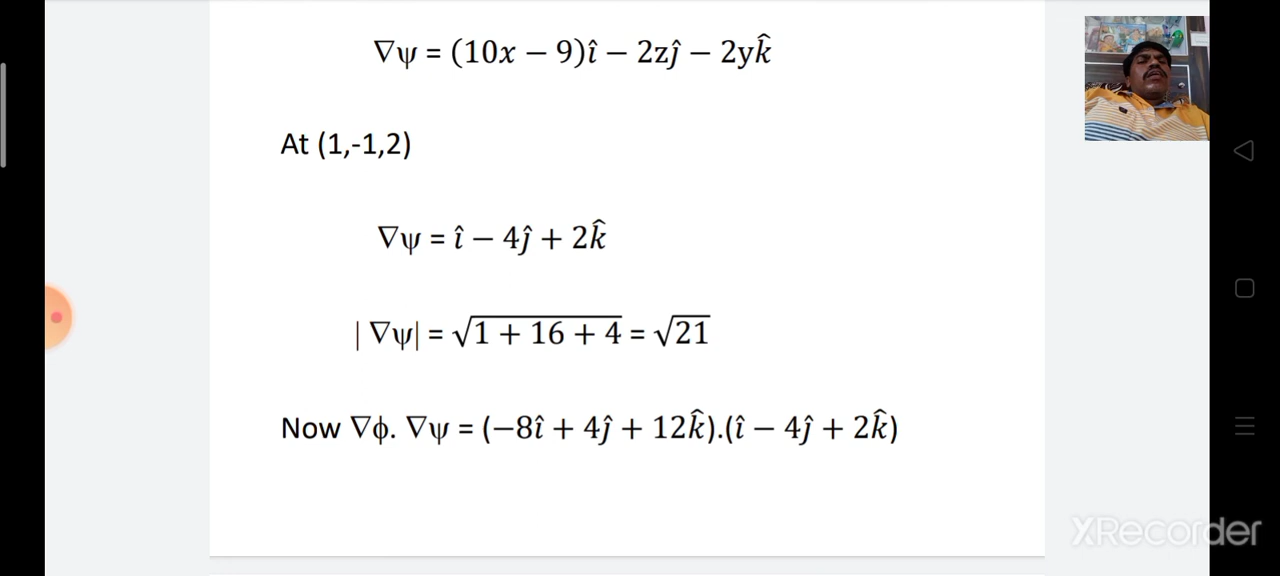 ∇ψ = (10x − 9)î − 2zĵ − 2yk̂
At (1,-1,2)
∇ψ = î − 4ĵ + 2k̂
| ∇ψ| = √1 + 16 + 4 = √21
Now ∇ϕ. ∇ψ = (−8î + 4ĵ + 12k̂).(î − 4ĵ + 2k̂)
XRecorder